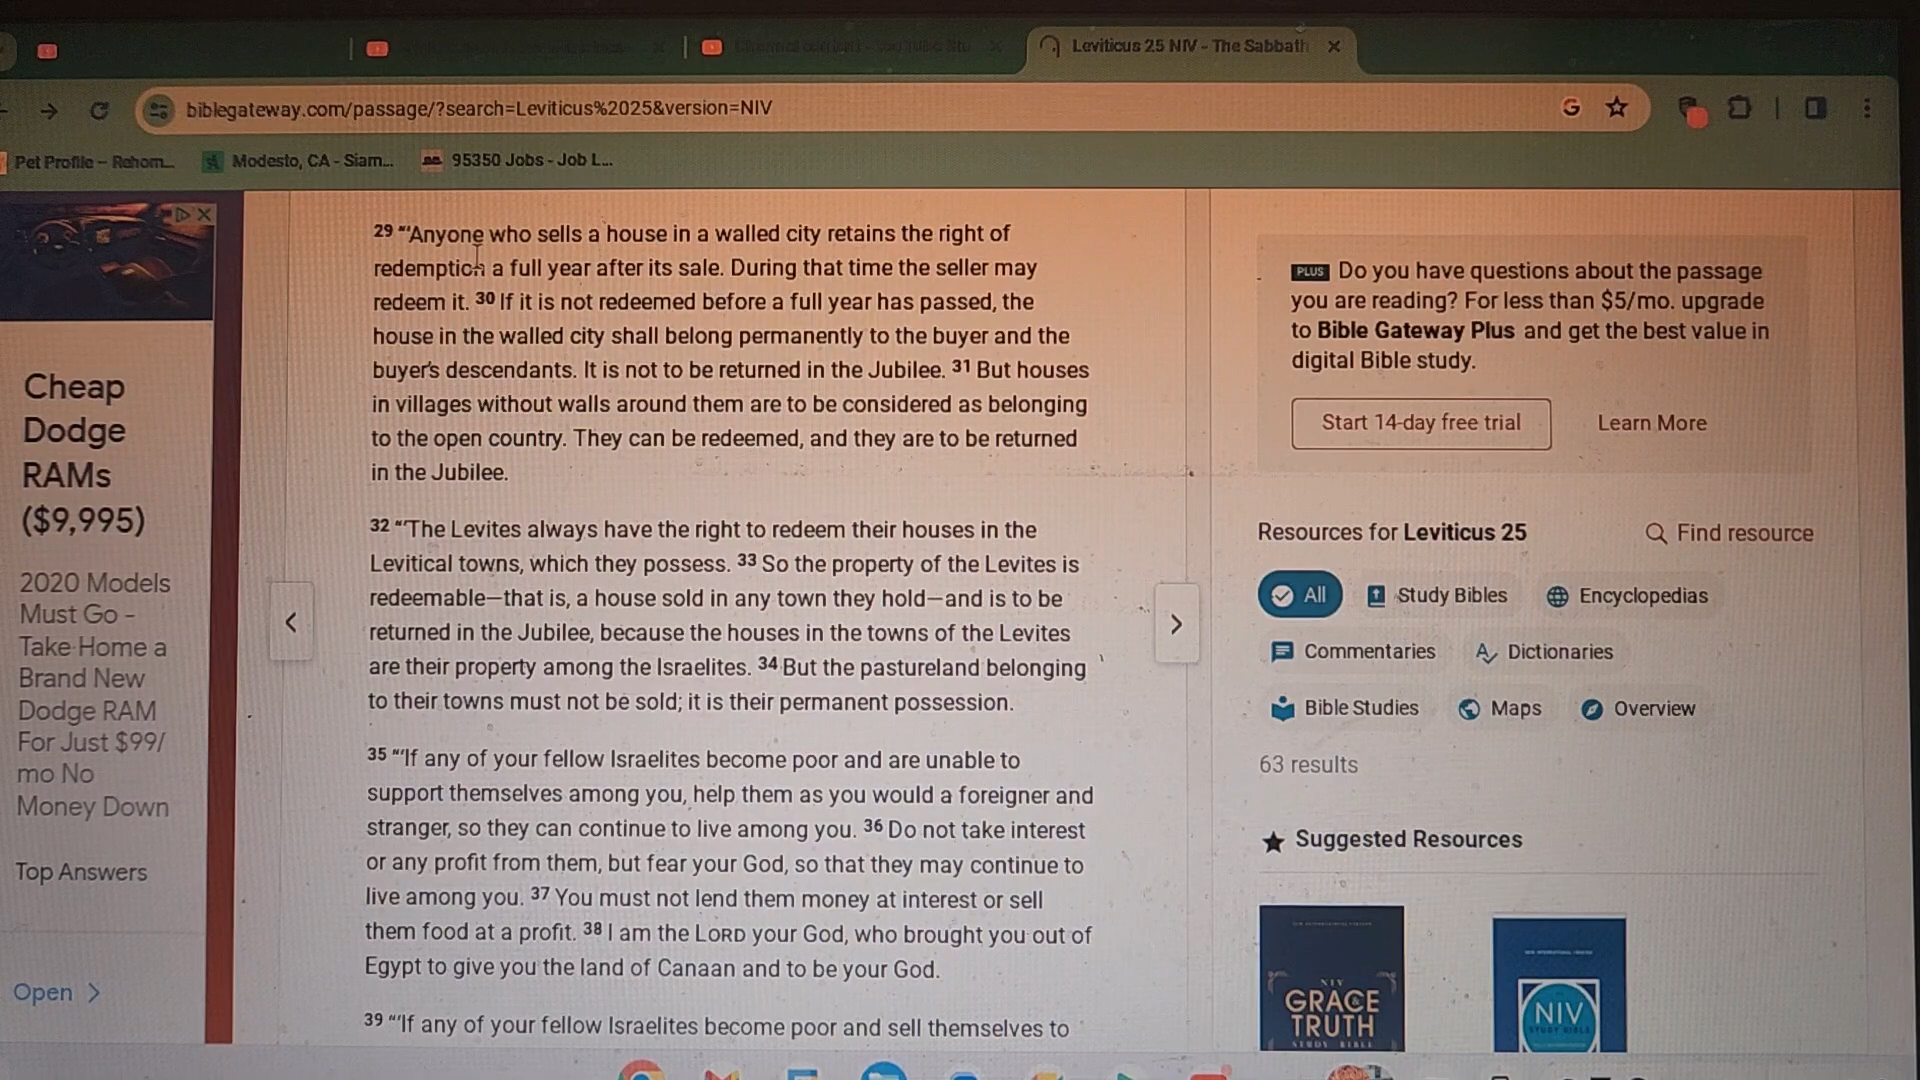 Leviticus 25 NIV - The Sabbath
biblegateway.com/passage/?search=Leviticus%2025&version=NIV
Pet Profile – Rehom...
Modesto, CA - Siam...
95350 Jobs - Job L...
29 “‘Anyone who sells a house in a walled city retains the right of
redemption a full year after its sale. During that time the seller may
redeem it. 30 If it is not redeemed before a full year has passed, the
house in the walled city shall belong permanently to the buyer and the
buyer’s descendants. It is not to be returned in the Jubilee. 31 But houses
in villages without walls around them are to be considered as belonging
to the open country. They can be redeemed, and they are to be returned
in the Jubilee.
32 “‘The Levites always have the right to redeem their houses in the
Levitical towns, which they possess. 33 So the property of the Levites is
redeemable—that is, a house sold in any town they hold—and is to be
returned in the Jubilee, because the houses in the towns of the Levites
are their property among the Israelites. 34 But the pastureland belonging
to their towns must not be sold; it is their permanent possession.
35 “‘If any of your fellow Israelites become poor and are unable to
support themselves among you, help them as you would a foreigner and
stranger, so they can continue to live among you. 36 Do not take interest
or any profit from them, but fear your God, so that they may continue to
live among you. 37 You must not lend them money at interest or sell
them food at a profit. 38 I am the LORD your God, who brought you out of
Egypt to give you the land of Canaan and to be your God.
39 “‘If any of your fellow Israelites become poor and sell themselves to
Cheap
Dodge
RAMs
($9,995)
2020 Models
Must Go -
Take Home a
Brand New
Dodge RAM
For Just $99/
mo No
Money Down
Top Answers
Open
PLUS Do you have questions about the passage
you are reading? For less than $5/mo. upgrade
to Bible Gateway Plus and get the best value in
digital Bible study.
Start 14-day free trial
Learn More
Resources for Leviticus 25
Find resource
All
Study Bibles
Encyclopedias
Commentaries
Dictionaries
Bible Studies
Maps
Overview
63 results
Suggested Resources
NIV
GRACE
TRUTH
STUDY BIBLE
NIV
STUDY BIBLE